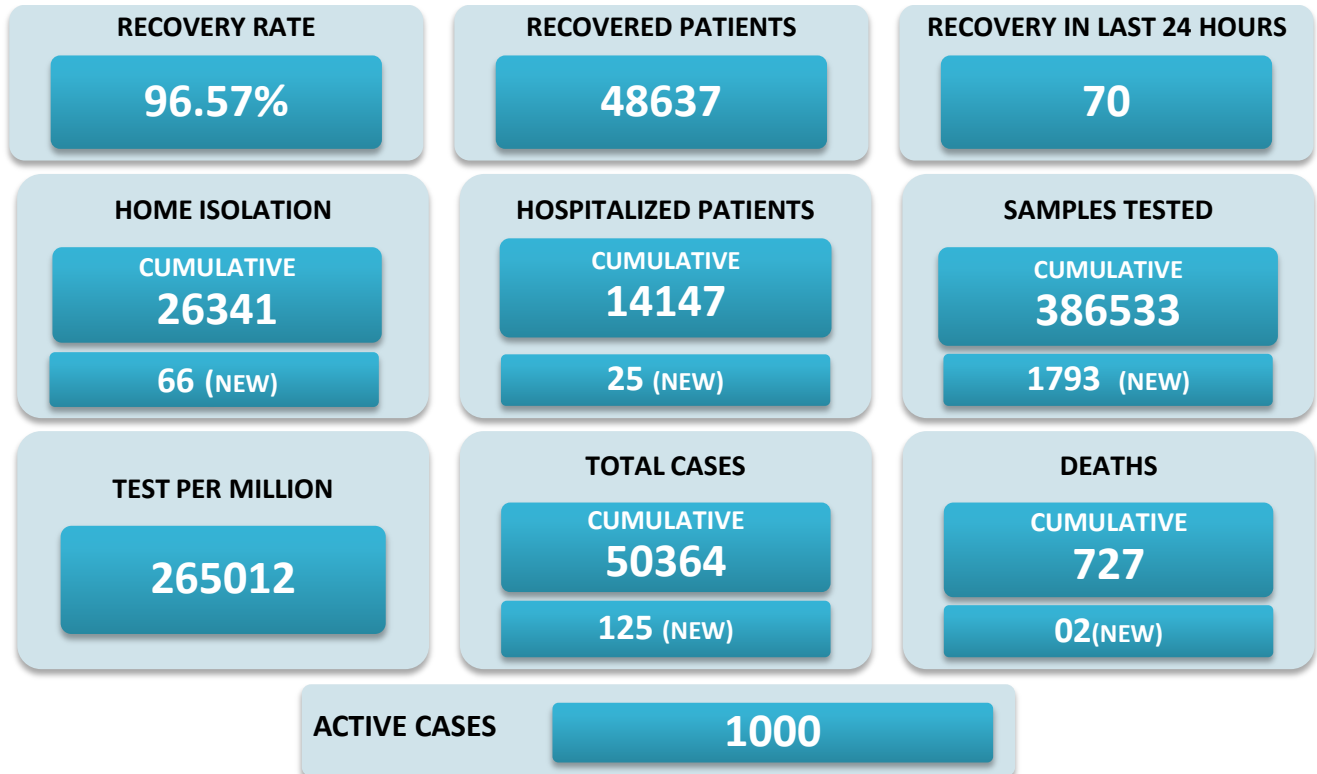 RECOVERY RATE
96.57%
RECOVERED PATIENTS
48637
RECOVERY IN LAST 24 HOURS
70
HOME ISOLATION
CUMULATIVE
26341
66 (NEW)
HOSPITALIZED PATIENTS
CUMULATIVE
14147
25 (NEW)
SAMPLES TESTED
CUMULATIVE
386533
1793 (NEW)
TEST PER MILLION
265012
TOTAL CASES
CUMULATIVE
50364
125 (NEW)
DEATHS
CUMULATIVE
727
02(NEW)
ACTIVE CASES
1000